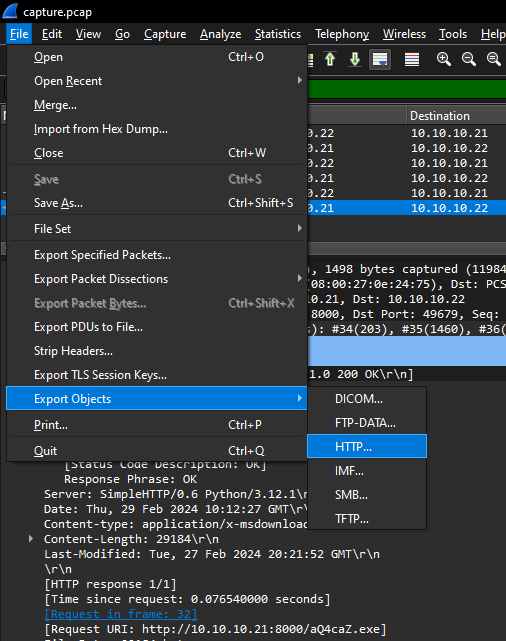 capture.pcap
File Edit View Go Capture Analyze Statistics Telephony Wireless Tools Help
Open Ctrl+O
Open Recent
Merge...
Import from Hex Dump...
Close Ctrl+W
Save Ctrl+S
Save As... Ctrl+Shift+S
File Set
Export Specified Packets...
Export Packet Dissections
Export Packet Bytes... Ctrl+Shift+X
Export PDUs to File...
Strip Headers...
Export TLS Session Keys...
Export Objects
Print... Ctrl+P
Quit Ctrl+Q
DICOM...
FTP-DATA...
HTTP...
IMF...
SMB...
TFTP...
Destination
.22 10.10.10.21
.21 10.10.10.22
.22 10.10.10.21
.22 10.10.10.21
.22 10.10.10.21
.21 10.10.10.22
), 1498 bytes captured (11984
(08:00:27:0e:24:75), Dst: PCS
0.21, Dst: 10.10.10.22
8000, Dst Port: 49679, Seq:
s): #34(203), #35(1460), #36(
1.0 200 OK\r\n]
[Status Code Description: OK]
Response Phrase: OK
Server: SimpleHTTP/0.6 Python/3.12.1\r
Date: Thu, 29 Feb 2024 10:12:27 GMT\r\
Content-type: application/x-msdownload
Content-Length: 29184\r\n
Last-Modified: Tue, 27 Feb 2024 20:21:52 GMT\r\n
\r\n
[HTTP response 1/1]
[Time since request: 0.076540000 seconds]
[Request in frame: 32]
[Request URI: http://10.10.10.21:8000/aQ4caZ.exe]